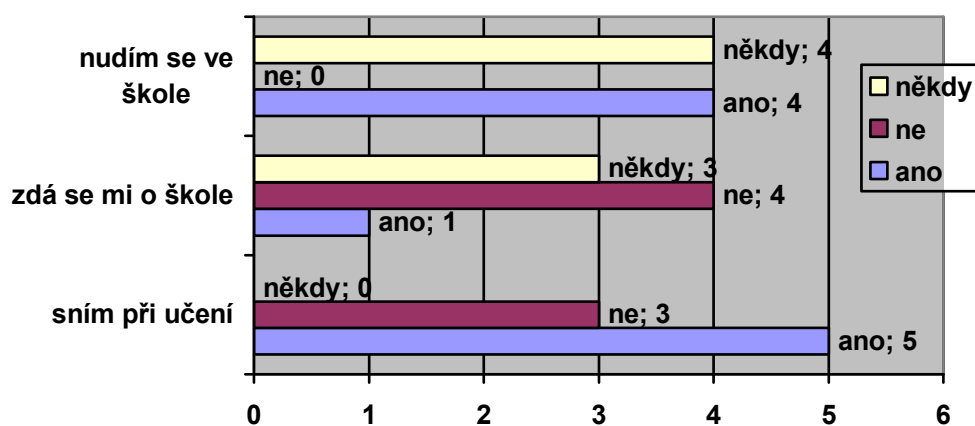 nudím se ve
škole
někdy; 4
ne; 0
ano; 4
zdá se mi o škole
někdy; 3
ne; 4
ano; 1
sním při učení
někdy; 0
ne; 3
ano; 5
0 1 2 3 4 5 6
někdy
ne
ano